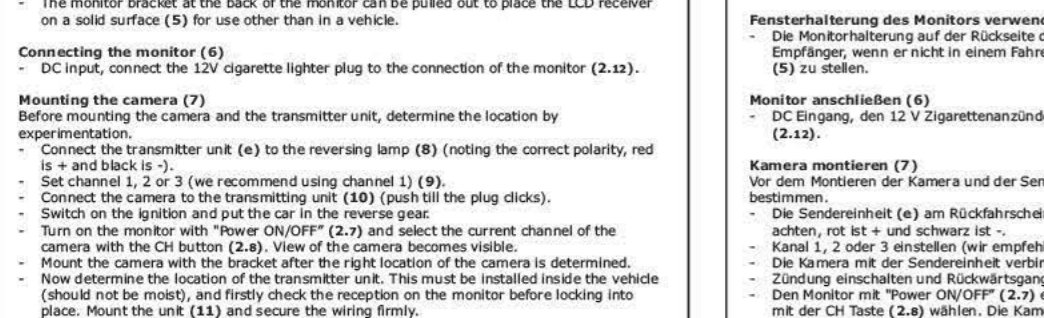 - The monitor bracket at the back of the monitor can be pulled out to place the LCD receiver
on a solid surface (5) for use other than in a vehicle.
Connecting the monitor (6)
- DC input, connect the 12V cigarette lighter plug to the connection of the monitor (2.12).
Mounting the camera (7)
Before mounting the camera and the transmitter unit, determine the location by
experimentation.
- Connect the transmitter unit (e) to the reversing lamp (8) (noting the correct polarity, red
is + and black is -).
- Set channel 1, 2 or 3 (we recommend using channel 1) (9).
- Connect the camera to the transmitting unit (10) (push till the plug clicks).
- Switch on the ignition and put the car in the reverse gear.
- Turn on the monitor with "Power ON/OFF" (2.7) and select the current channel of the
camera with the CH button (2.8). View of the camera becomes visible.
- Mount the camera with the bracket after the right location of the camera is determined.
- Now determine the location of the transmitter unit. This must be installed inside the vehicle
(should not be moist), and firstly check the reception on the monitor before locking into
place. Mount the unit (11) and secure the wiring firmly.
Fensterhalterung des Monitors verwend
- Die Monitorhalterung auf der Rückseite d
Empfänger, wenn er nicht in einem Fahre
(5) zu stellen.
Monitor anschließen (6)
- DC Eingang, den 12 V Zigarettenanzünde
(2.12).
Kamera montieren (7)
Vor dem Montieren der Kamera und der Sen
bestimmen.
- Die Sendereinheit (e) am Rückfahrschei
achten, rot ist + und schwarz ist -.
- Kanal 1, 2 oder 3 einstellen (wir empfehl
- Die Kamera mit der Sendereinheit verbin
- Zündung einschalten und Rückwärtsgang
- Den Monitor mit "Power ON/OFF" (2.7) e
mit der CH Taste (2.8) wählen. Die Kam